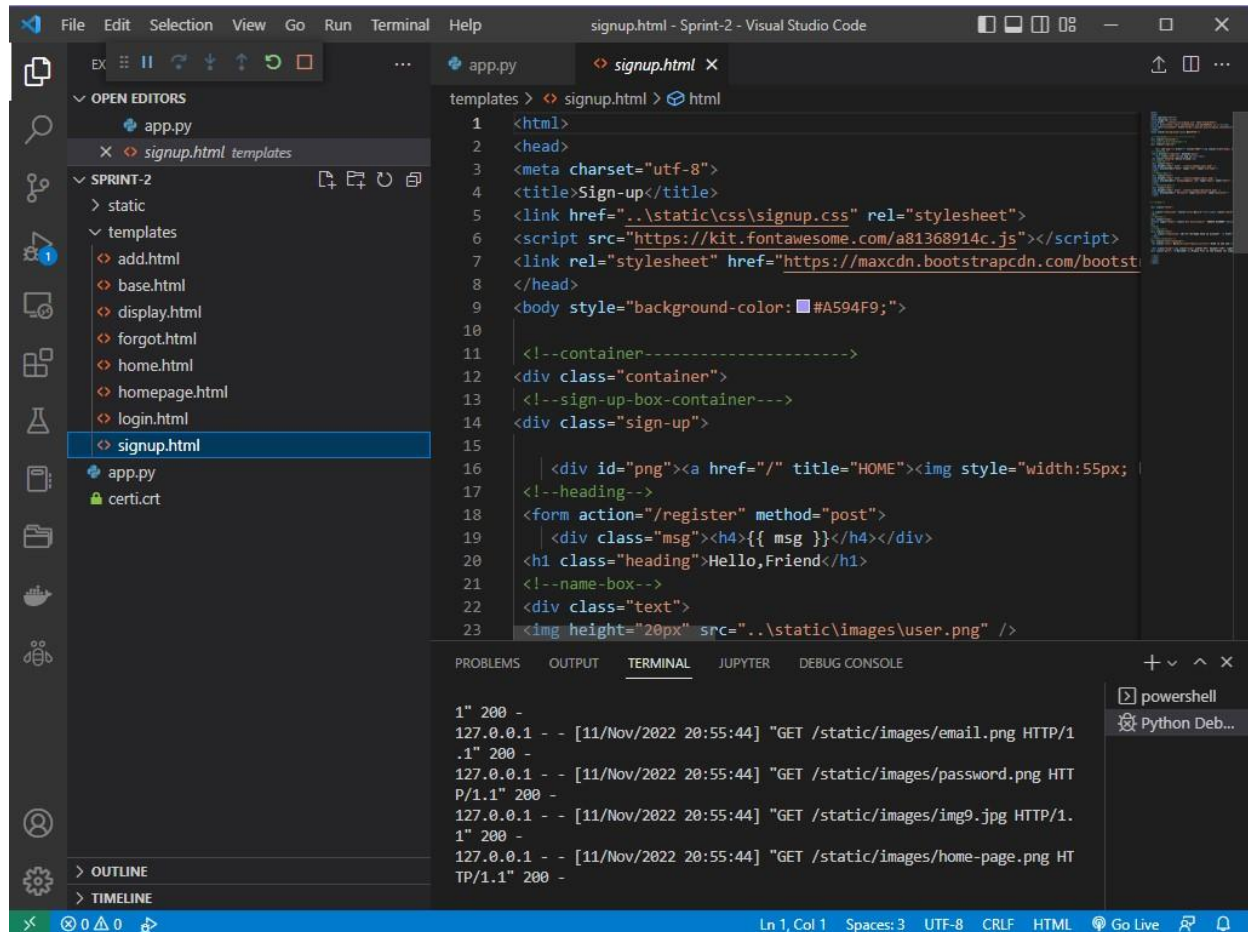 File Edit Selection View Go Run Terminal Help signup.html - Sprint-2 - Visual Studio Code
EX
OPEN EDITORS
app.py
signup.html templates
SPRINT-2
static
templates
add.html
base.html
display.html
forgot.html
home.html
homepage.html
login.html
signup.html
app.py
certi.crt
OUTLINE
TIMELINE
1
app.py signup.html
templates > signup.html > html
1 <html>
2 <head>
3 <meta charset="utf-8">
4 <title>Sign-up</title>
5 <link href="..\static\css\signup.css" rel="stylesheet">
6 <script src="https://kit.fontawesome.com/a81368914c.js"></script>
7 <link rel="stylesheet" href="https://maxcdn.bootstrapcdn.com/bootst
8 </head>
9 <body style="background-color: #A594F9;">
10
11 <!--container---------------------->
12 <div class="container">
13 <!--sign-up-box-container--->
14 <div class="sign-up">
15
16 <div id="png"><a href="/" title="HOME"><img style="width:55px;
17 <!--heading-->
18 <form action="/register" method="post">
19 <div class="msg"><h4>{{ msg }}</h4></div>
20 <h1 class="heading">Hello,Friend</h1>
21 <!--name-box-->
22 <div class="text">
23 <img height="20px" src="..\static\images\user.png" />
PROBLEMS OUTPUT TERMINAL JUPYTER DEBUG CONSOLE
1" 200 -
127.0.0.1 - - [11/Nov/2022 20:55:44] "GET /static/images/email.png HTTP/1
.1" 200 -
127.0.0.1 - - [11/Nov/2022 20:55:44] "GET /static/images/password.png HTT
P/1.1" 200 -
127.0.0.1 - - [11/Nov/2022 20:55:44] "GET /static/images/img9.jpg HTTP/1.
1" 200 -
127.0.0.1 - - [11/Nov/2022 20:55:44] "GET /static/images/home-page.png HT
TP/1.1" 200 -
powershell
Python Deb...
0 0 Ln 1, Col 1 Spaces: 3 UTF-8 CRLF HTML Go Live